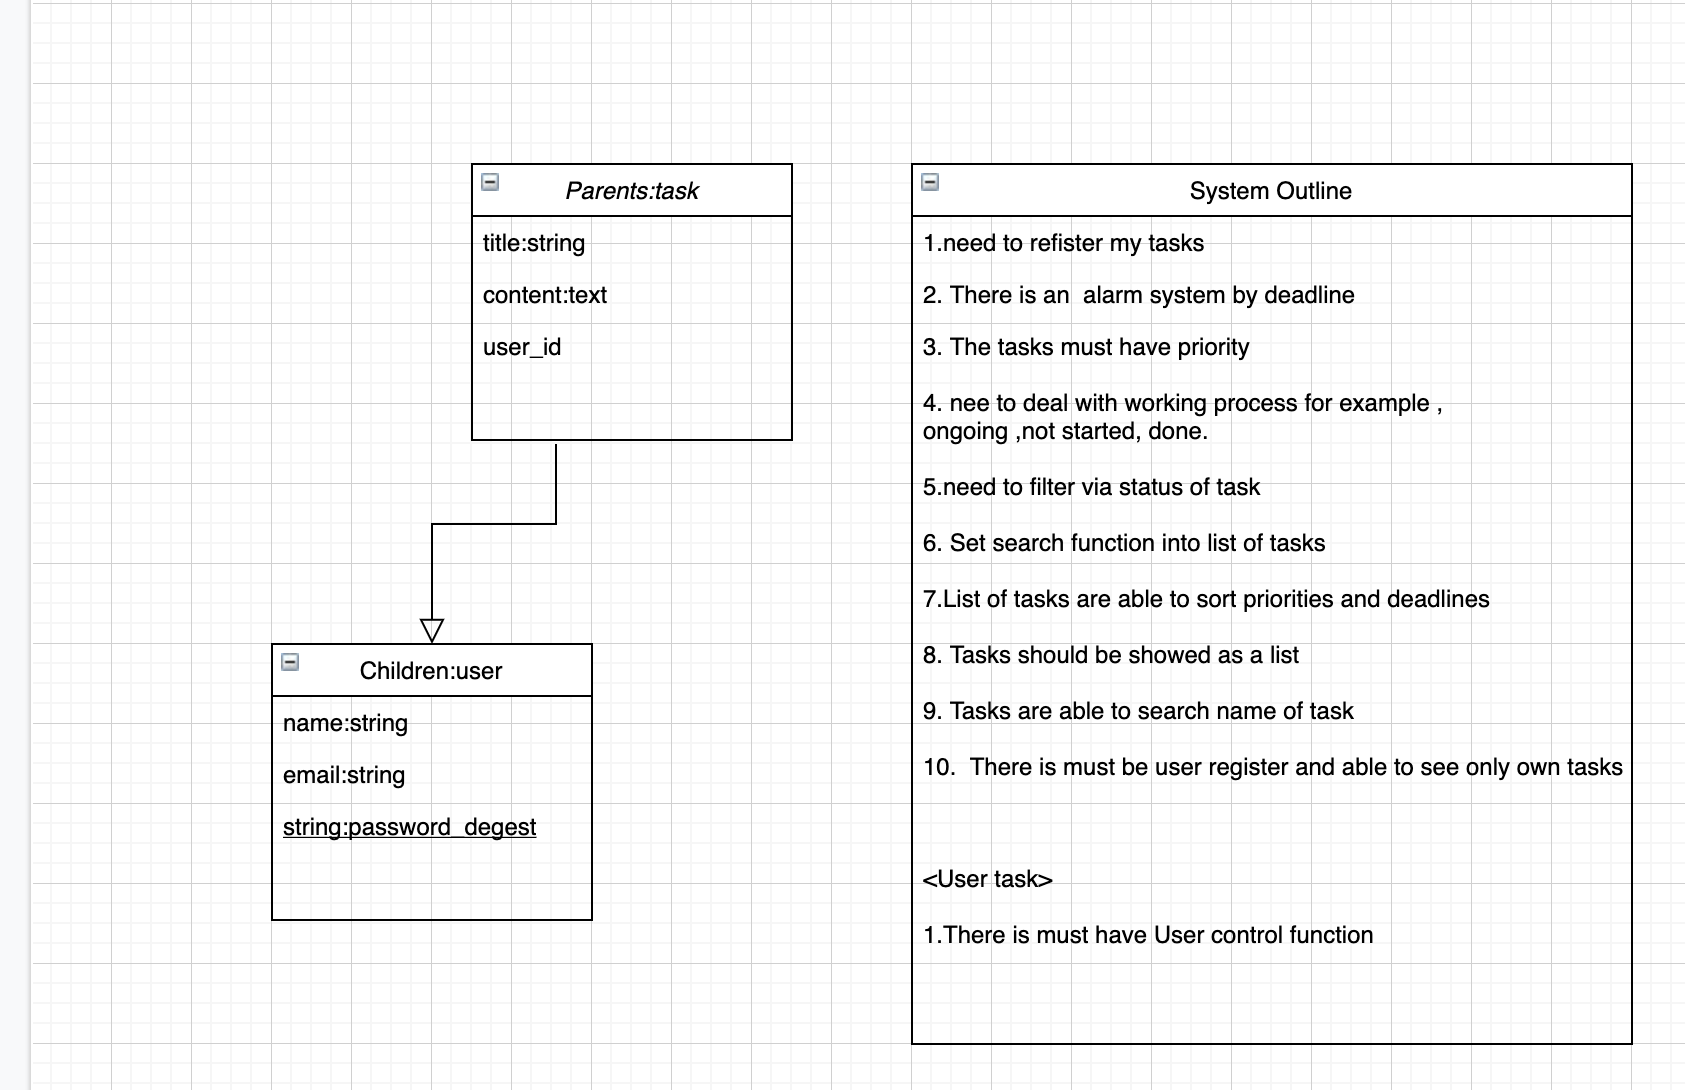 Parents:task
title:string
content:text
user_id
Children:user
name:string
email:string
string:password_degest
System Outline
1.need to refister my tasks
2. There is an  alarm system by deadline
3. The tasks must have priority
4. nee to deal with working process for example ,
ongoing ,not started, done.
5.need to filter via status of task
6. Set search function into list of tasks
7.List of tasks are able to sort priorities and deadlines
8. Tasks should be showed as a list
9. Tasks are able to search name of task
10.  There is must be user register and able to see only own tasks
<User task>
1.There is must have User control function